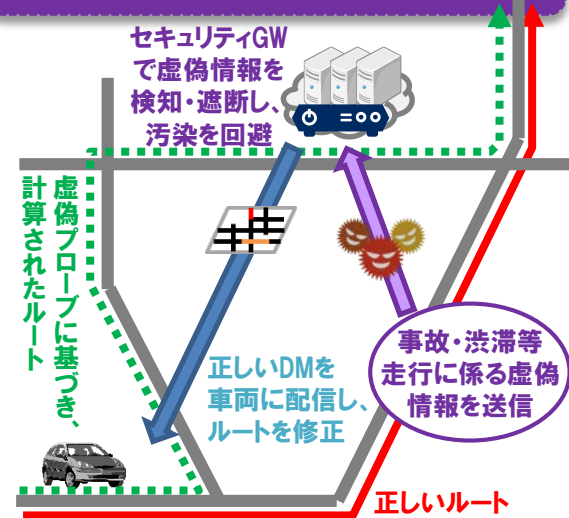 セキュリティGW
で虚偽情報を
検知・遮断し、
汚染を回避
虚偽プローブに基づき、
計算されたルート
正しいDMを
車両に配信し、
ルートを修正
事故・渋滞等
走行に係る虚偽
情報を送信
正しいルート